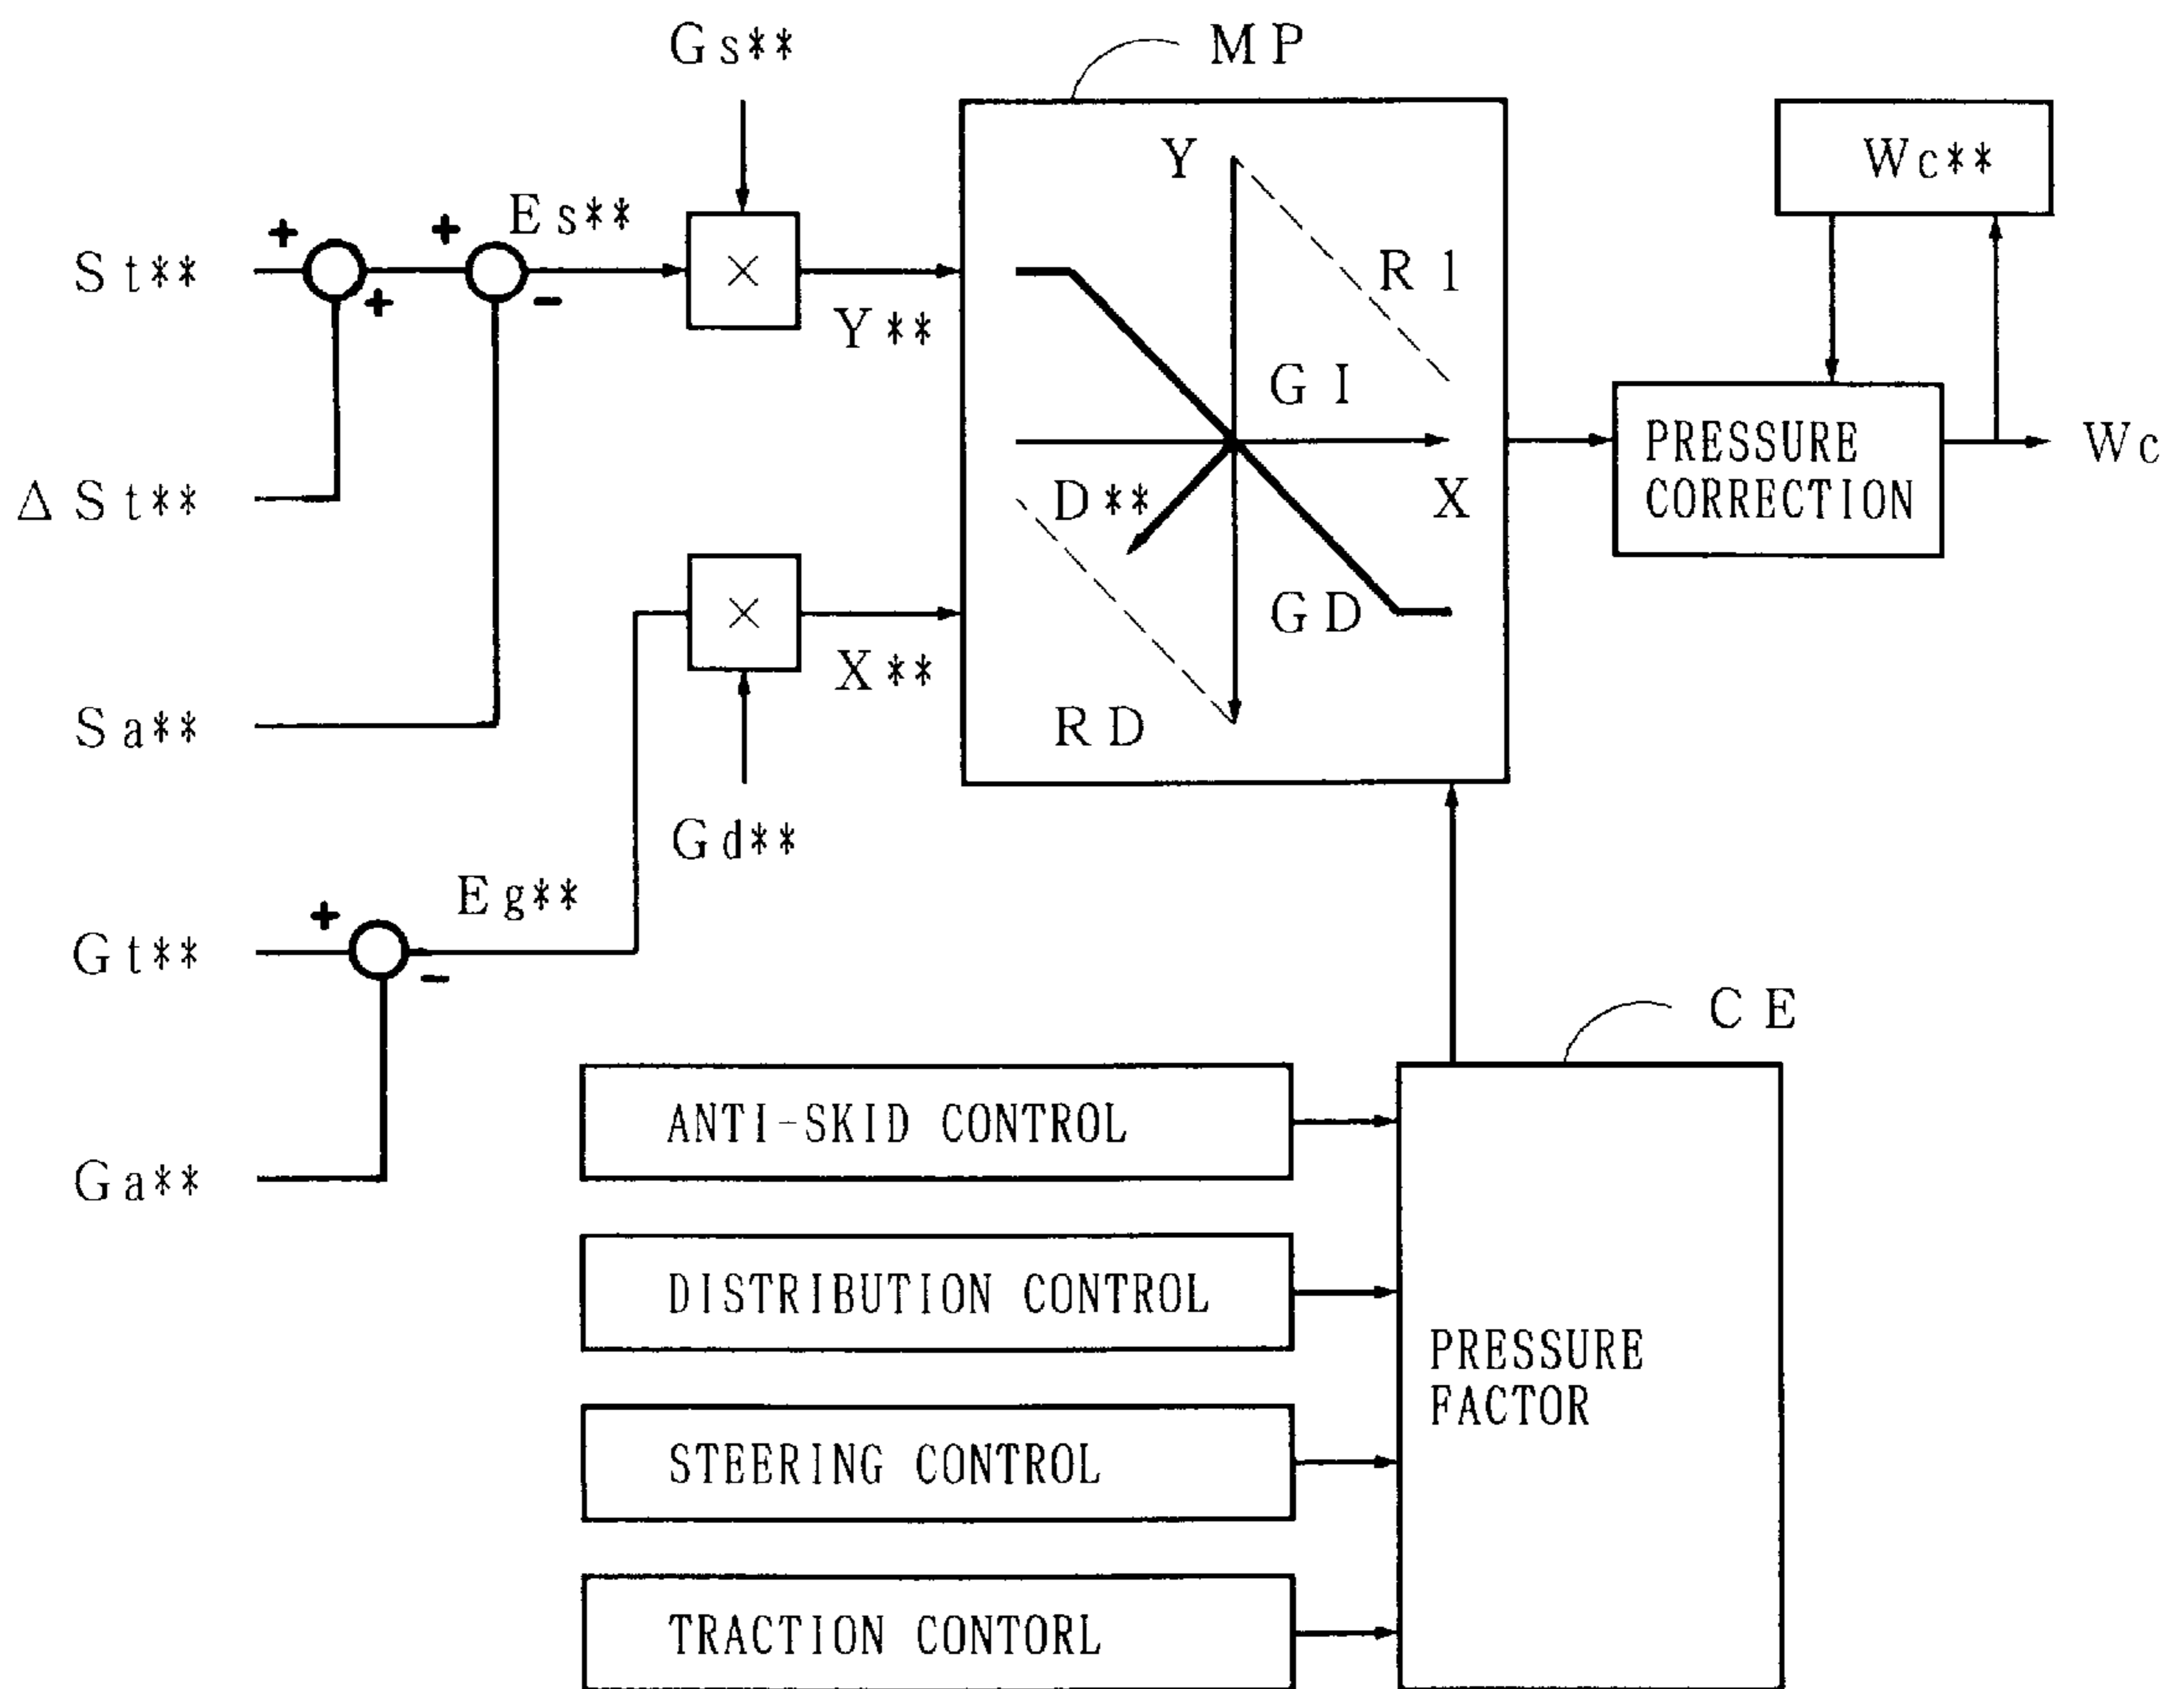 Gs**
MP
Y
Wc**
+
+
Es**
St**
×
R1
+
-
Y**
GI
PRESSURE
CORRECTION
Wc
ΔSt**
D**
X
×
GD
X**
Sa**
RD
Gd**
Eg**
+
Gt**
-
CE
ANTI-SKID CONTROL
Ga**
DISTRIBUTION CONTROL
PRESSURE
FACTOR
STEERING CONTROL
TRACTION CONTORL